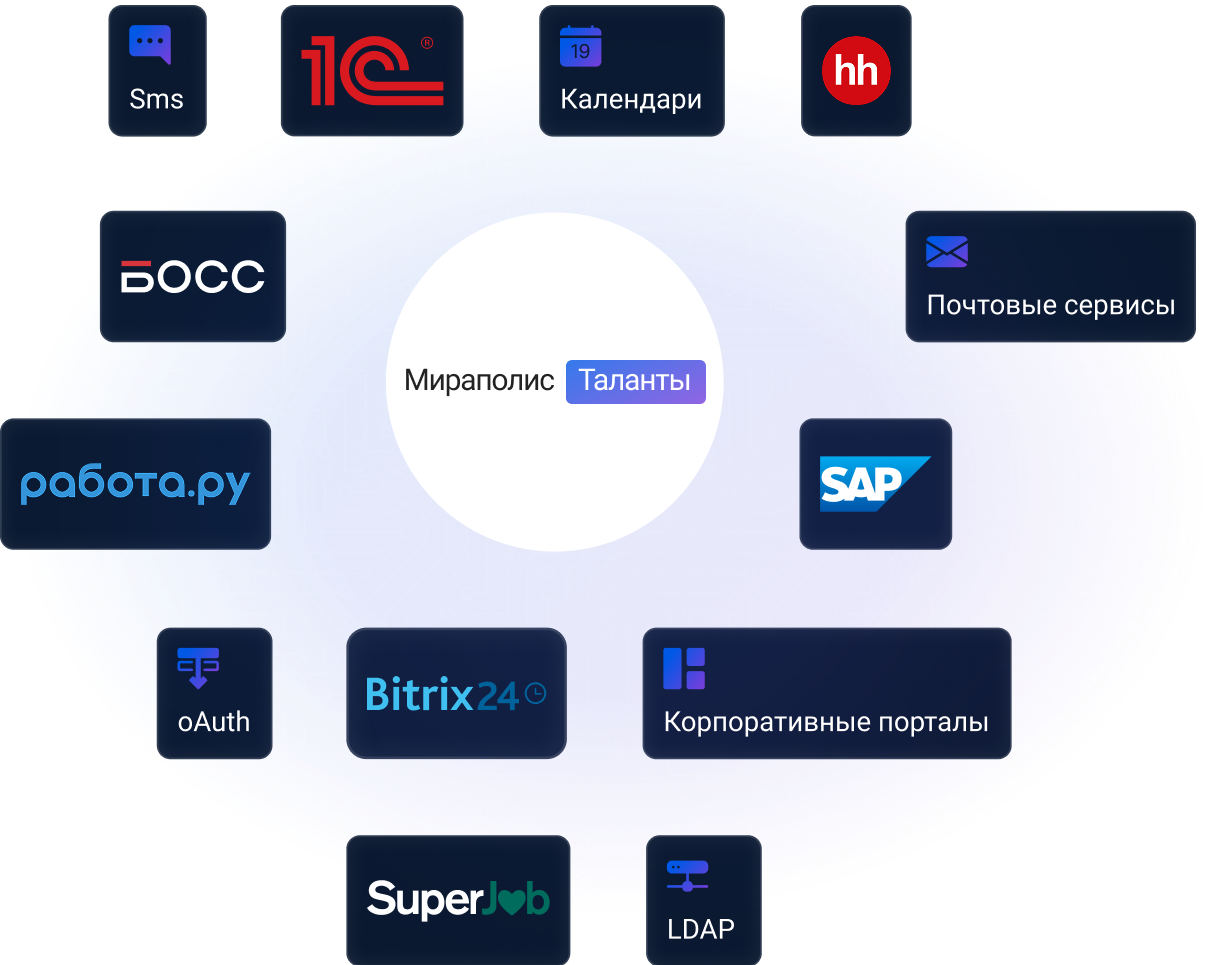 Sms
1С®
19
Календари
hh
БОСС
Почтовые сервисы
Мираполис Таланты
работа.ру
SAP
oAuth
Bitrix24
Корпоративные порталы
SuperJob
LDAP